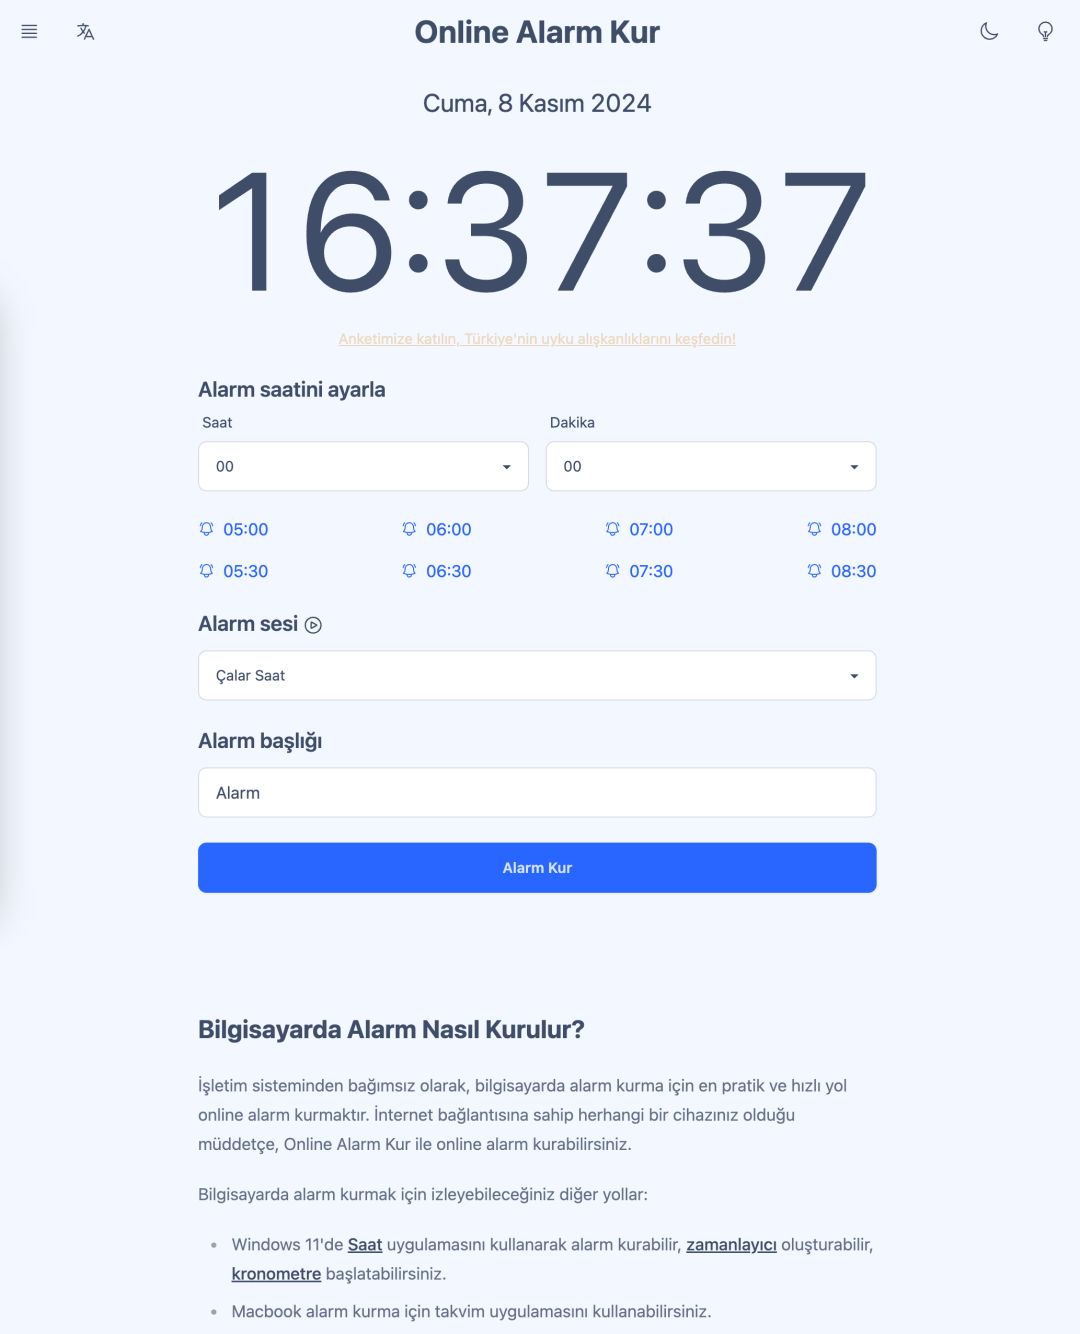 Online Alarm Kur
Cuma, 8 Kasım 2024
16:37:37
Anketimize katılın, Türkiye'nin uyku alışkanlıklarını keşfedin!
Alarm saatini ayarla
Saat Dakika
00 00
05:00 06:00 07:00 08:00
05:30 06:30 07:30 08:30
Alarm sesi
Çalar Saat
Alarm başlığı
Alarm
Alarm Kur
Bilgisayarda Alarm Nasıl Kurulur?
İşletim sisteminden bağımsız olarak, bilgisayarda alarm kurma için en pratik ve hızlı yol
online alarm kurmaktır. İnternet bağlantısına sahip herhangi bir cihazınız olduğu
müddetçe, Online Alarm Kur ile online alarm kurabilirsiniz.
Bilgisayarda alarm kurmak için izleyebileceğiniz diğer yollar:
• Windows 11'de Saat uygulamasını kullanarak alarm kurabilir, zamanlayıcı oluşturabilir,
kronometre başlatabilirsiniz.
• Macbook alarm kurma için takvim uygulamasını kullanabilirsiniz.